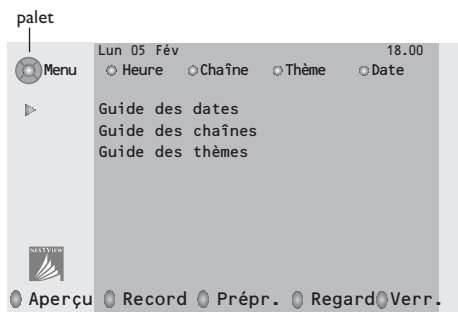 palet
Lun 05 Fév 18.00
Menu Heure Chaîne Thème Date
Guide des dates
Guide des chaînes
Guide des thèmes
NEXTVIEW
Aperçu Record Prépr. Regard Verr.